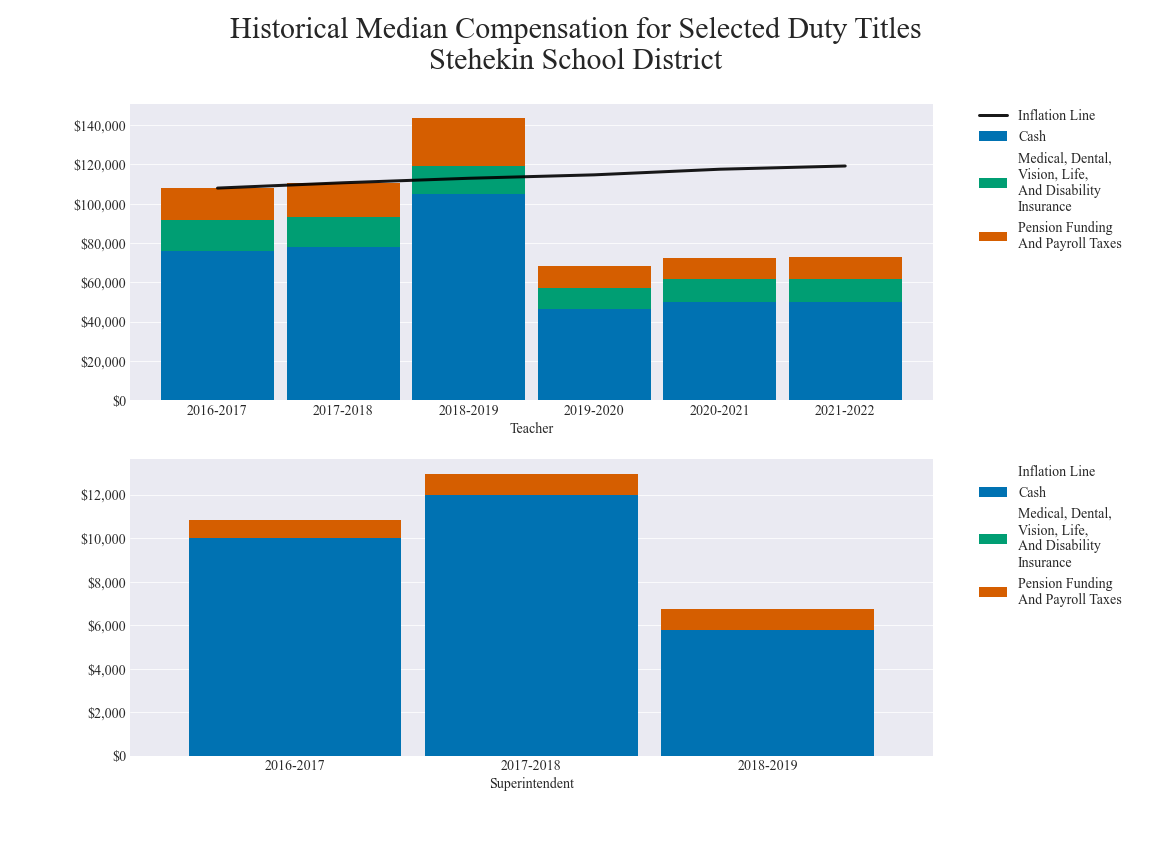 Historical Median Compensation for Selected Duty Titles
Stehekin School District
$140,000
$120,000
$100,000
$80,000
$60,000
$40,000
$20,000
$0
2016-2017
2017-2018
2018-2019
2019-2020
2020-2021
2021-2022
Teacher
Inflation Line
Cash
Medical, Dental,
Vision, Life,
And Disability
Insurance
Pension Funding
And Payroll Taxes
$12,000
$10,000
$8,000
$6,000
$4,000
$2,000
$0
2016-2017
2017-2018
2018-2019
Superintendent
Inflation Line
Cash
Medical, Dental,
Vision, Life,
And Disability
Insurance
Pension Funding
And Payroll Taxes